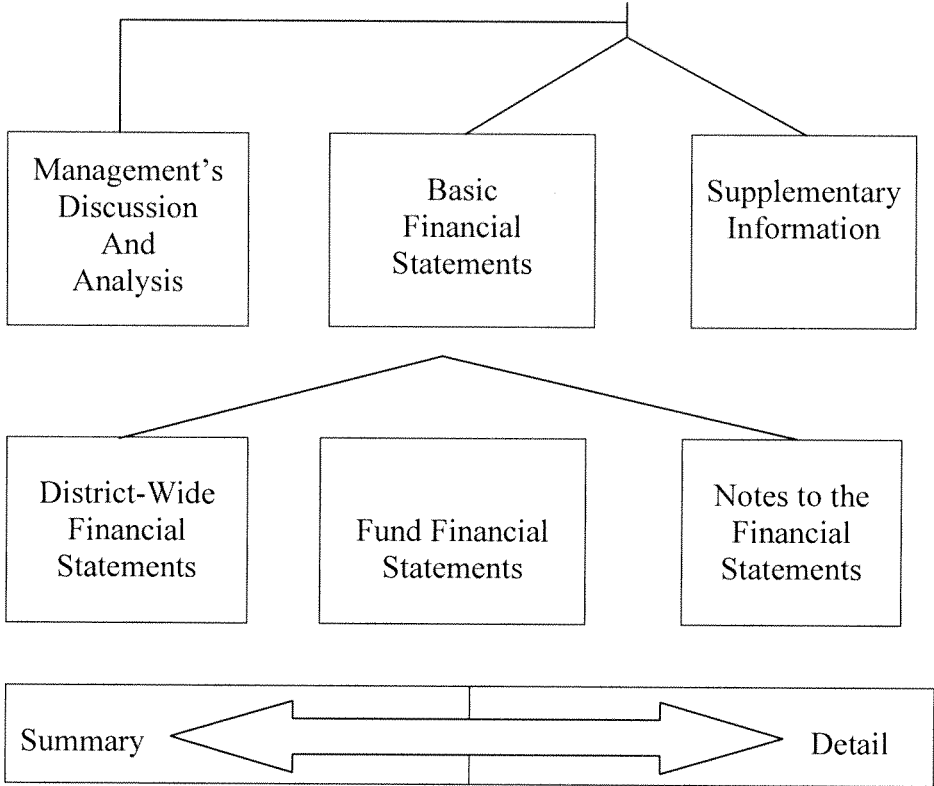 Management's
Discussion
And
Analysis
Basic
Financial
Statements
Supplementary
Information
District-Wide
Financial
Statements
Fund Financial
Statements
Notes to the
Financial
Statements
Summary
Detail